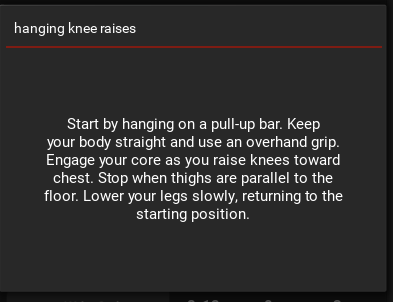 hanging knee raises
Start by hanging on a pull-up bar. Keep
your body straight and use an overhand grip.
Engage your core as you raise knees toward
chest. Stop when thighs are parallel to the
floor. Lower your legs slowly, returning to the
starting position.